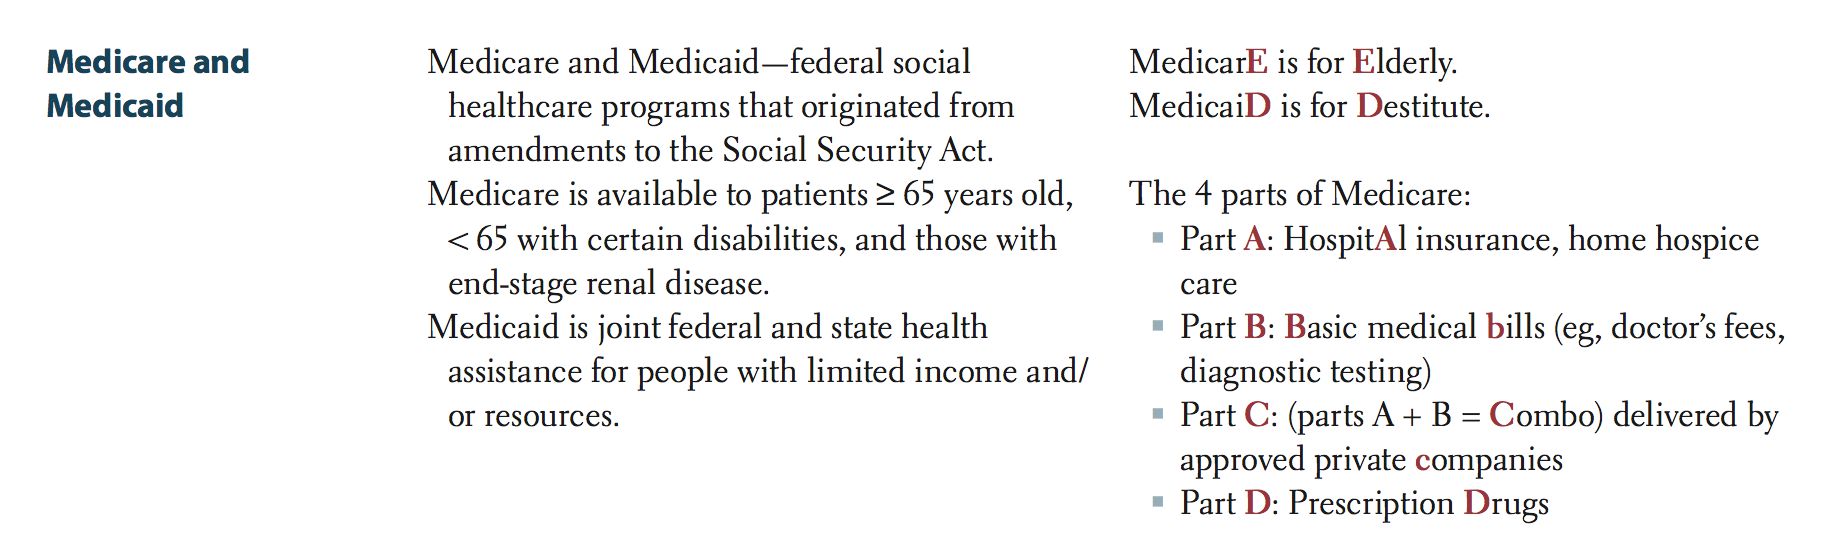 Medicare and
Medicaid
Medicare and Medicaid—federal social
healthcare programs that originated from
amendments to the Social Security Act.
Medicare is available to patients ≥ 65 years old,
< 65 with certain disabilities, and those with
end-stage renal disease.
Medicaid is joint federal and state health
assistance for people with limited income and/
or resources.
MedicarE is for Elderly.
MedicaiD is for Destitute.
The 4 parts of Medicare:
▪ Part A: HospitAl insurance, home hospice
care
▪ Part B: Basic medical bills (eg, doctor’s fees,
diagnostic testing)
▪ Part C: (parts A + B = Combo) delivered by
approved private companies
▪ Part D: Prescription Drugs